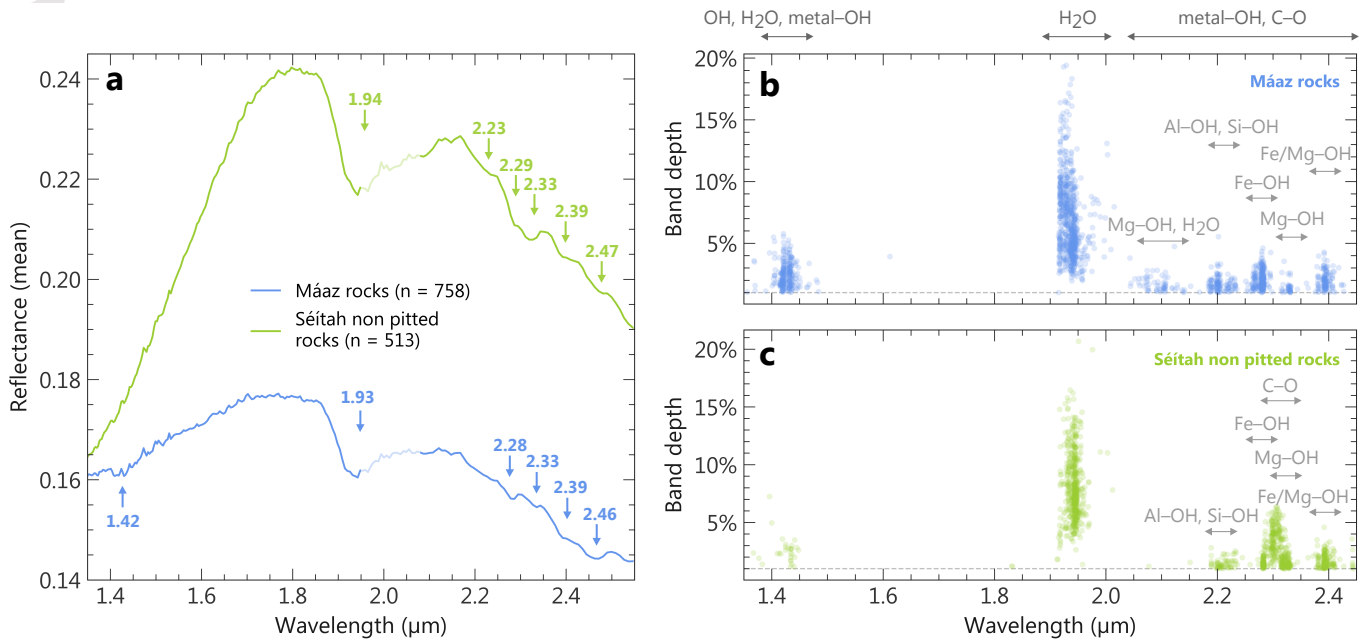 a
Reflectance (mean)
0.24
0.22
0.20
0.18
0.16
0.14
1.94
2.23
2.29
2.33
2.39
2.47
Máaz rocks (n = 758)
Séítah non pitted
rocks (n = 513)
1.93
2.28
2.33
2.39
2.46
1.42
1.4
1.6
1.8
2.0
2.2
2.4
Wavelength (µm)
OH, H2O, metal–OH
H2O
metal–OH, C–O
b
Máaz rocks
Band depth
20%
15%
10%
5%
Al–OH, Si–OH
Fe/Mg–OH
Fe–OH
Mg–OH, H2O
Mg–OH
c
Séítah non pitted rocks
Band depth
20%
15%
10%
5%
C–O
Fe–OH
Mg–OH
Fe/Mg–OH
Al–OH, Si–OH
1.4
1.6
1.8
2.0
2.2
2.4
Wavelength (µm)